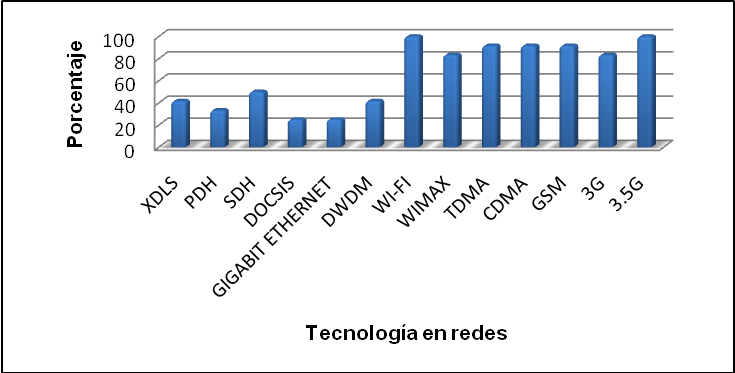 Porcentaje
100
80
60
40
20
0
XDLS
PDH
SDH
DOCSIS
GIGABIT ETHERNET
DWDM
WI-FI
WIMAX
TDMA
CDMA
GSM
3G
3.5G
Tecnología en redes